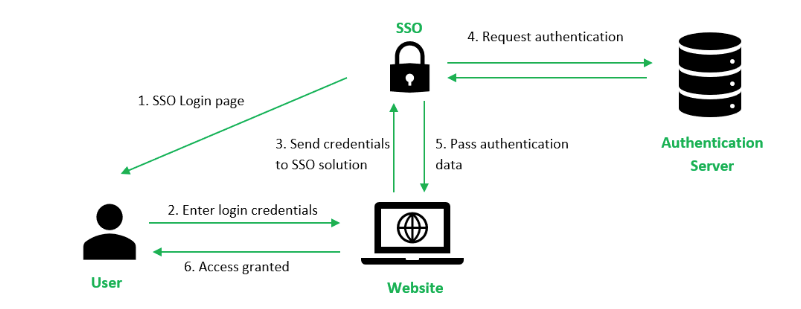 SSO
4. Request authentication
1. SSO Login page
3. Send credentials
to SSO solution
5. Pass authentication
data
Authentication
Server
2. Enter login credentials
6. Access granted
User
Website